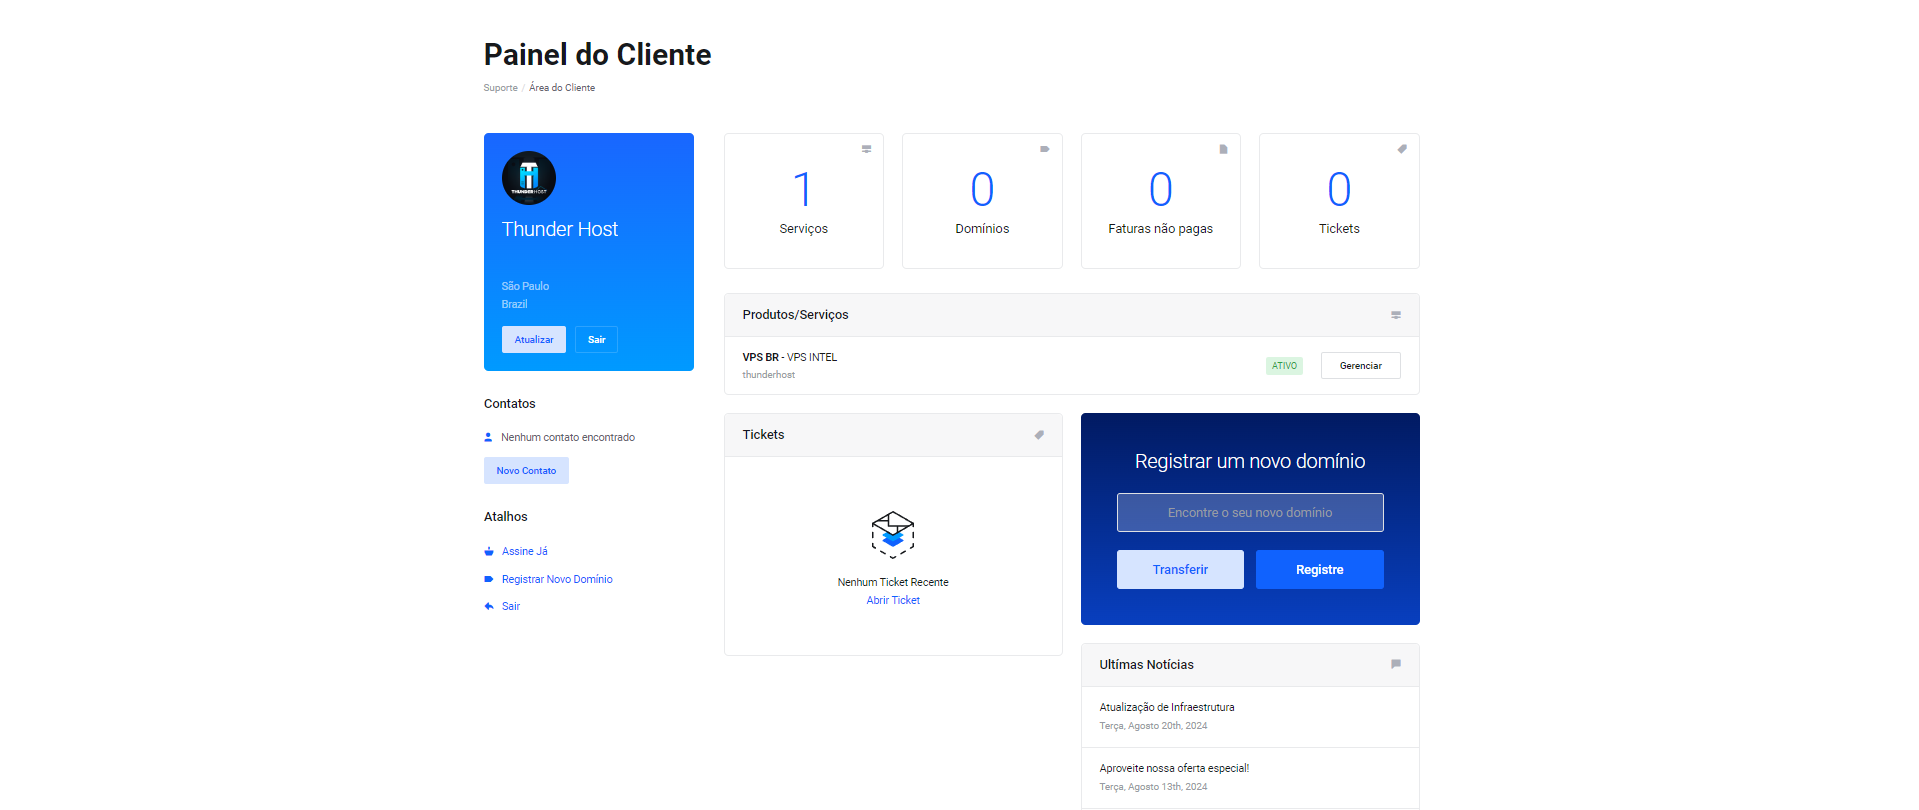 Painel do Cliente
Suporte / Área do Cliente
THUNDERHOST
Thunder Host
São Paulo
Brazil
Atualizar
Sair
Contatos
Nenhum contato encontrado
Novo Contato
Atalhos
Assine Já
Registrar Novo Domínio
Sair
1
Serviços
0
Domínios
0
Faturas não pagas
0
Tickets
Produtos/Serviços
VPS BR - VPS INTEL
thunderhost
ATIVO
Gerenciar
Tickets
Nenhum Ticket Recente
Abrir Ticket
Registrar um novo domínio
Encontre o seu novo domínio
Transferir
Registre
Ultímas Notícias
Atualização de Infraestrutura
Terça, Agosto 20th, 2024
Aproveite nossa oferta especial!
Terça, Agosto 13th, 2024